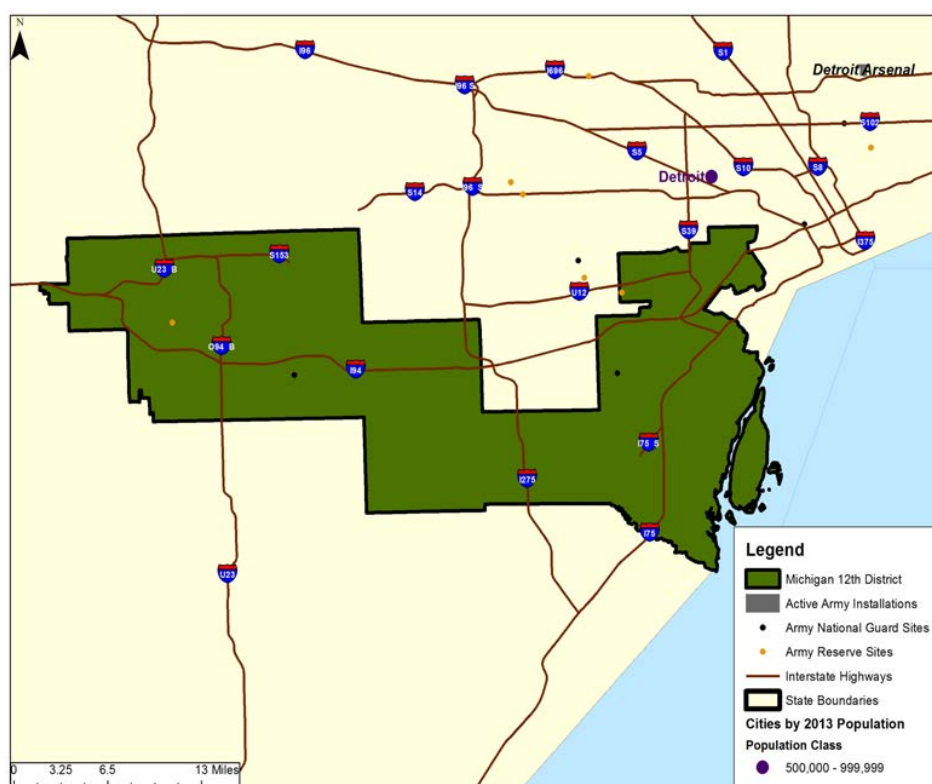 N
I96
S1
I696
Detroit Arsenal
I96 S
S102
S5
S10
S8
Detroit
S14
I96 S
S39
I375
S153
U23 B
U12
O94 B
I94
I75 S
I275
I75
U23
Legend
Michigan 12th District
Active Army Installations
Army National Guard Sites
Army Reserve Sites
Interstate Highways
State Boundaries
Cities by 2013 Population
Population Class
500,000 - 999,999
0 3.25 6.5 13 Miles